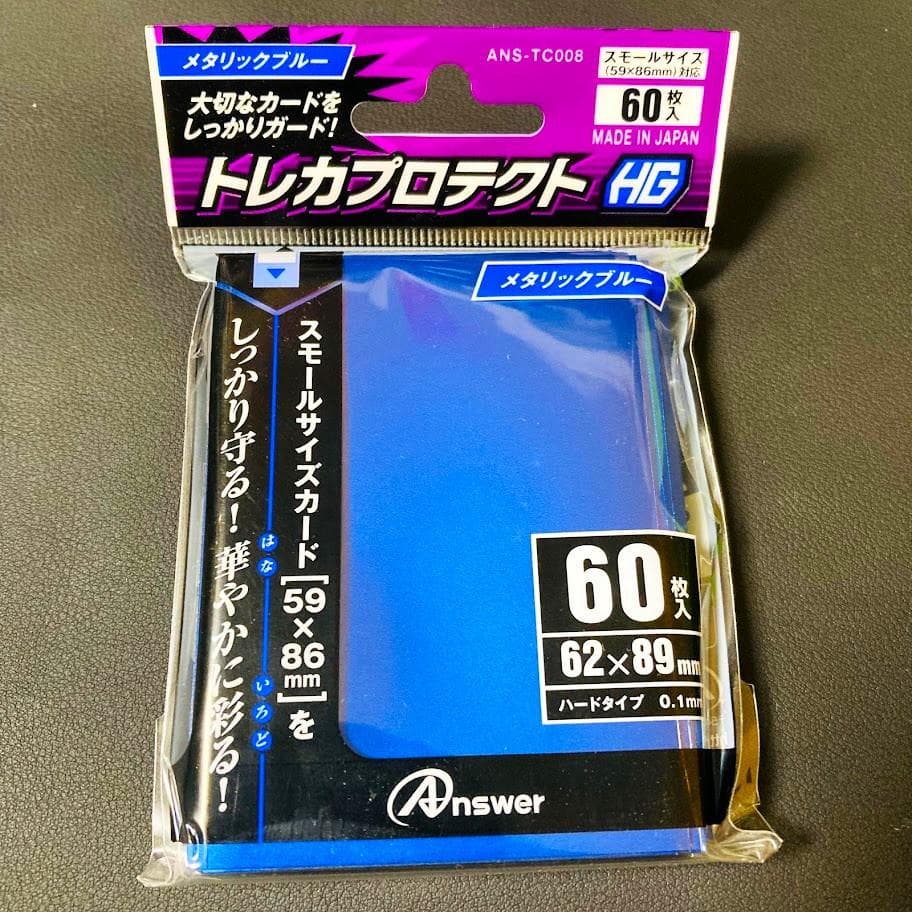 メタリックブルー
ANS-TC008
スモールサイズ
(59×86mm)対応
60枚入
MADE IN JAPAN
大切なカードを
しっかりガード!
トレカプロテクト HG
メタリックブルー
スモールサイズカード[59×86mm]を
しっかり守る!華やかに彩る!
はな
いろど
60枚入
62×89mm
ハードタイプ 0.1mm
Answer